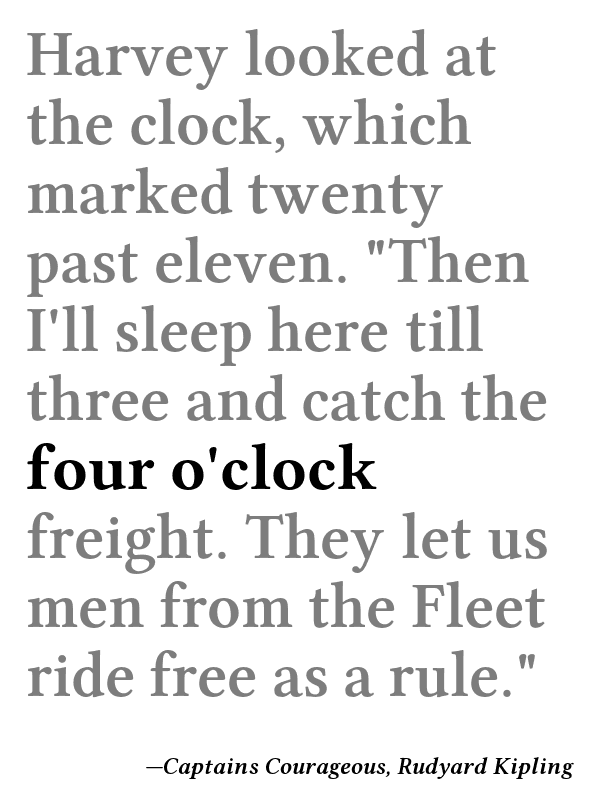 Harvey looked at
the clock, which
marked twenty
past eleven. "Then
I'll sleep here till
three and catch the
four o'clock
freight. They let us
men from the Fleet
ride free as a rule."
—Captains Courageous, Rudyard Kipling